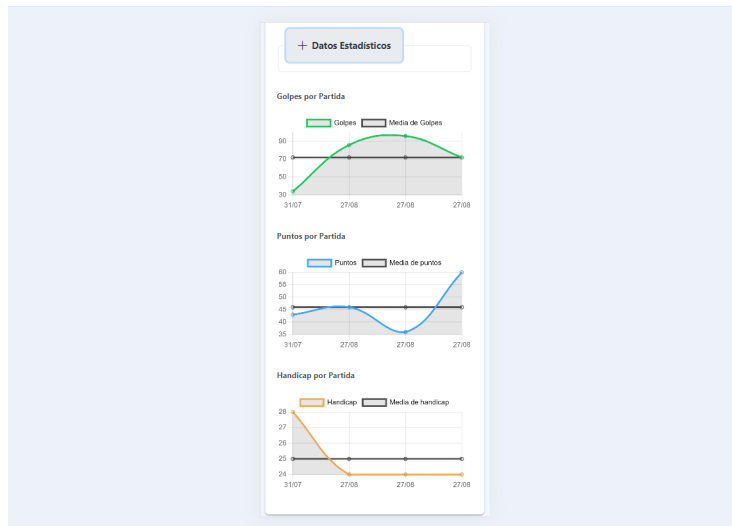 + Datos Estadísticos
Golpes por Partida
Golpes Media de Golpes
90
70
50
30
31/07 27/08 27/08 27/08
Puntos por Partida
Puntos Media de puntos
60
55
50
45
40
35
31/07 27/08 27/08 27/08
Handicap por Partida
Handicap Media de handicap
28
27
26
25
24
31/07 27/08 27/08 27/08